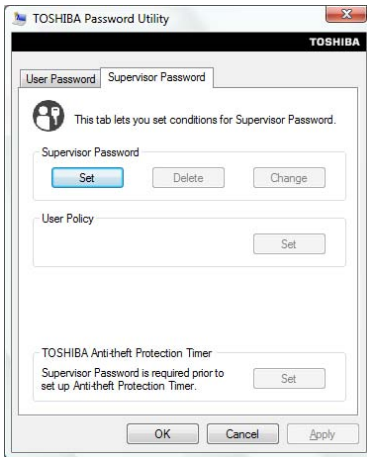 TOSHIBA Password Utility
TOSHIBA
User Password Supervisor Password
This tab lets you set conditions for Supervisor Password.
Supervisor Password
Set Delete Change
User Policy
Set
TOSHIBA Anti-theft Protection Timer
Supervisor Password is required prior to
set up Anti-theft Protection Timer.
Set
OK Cancel Apply